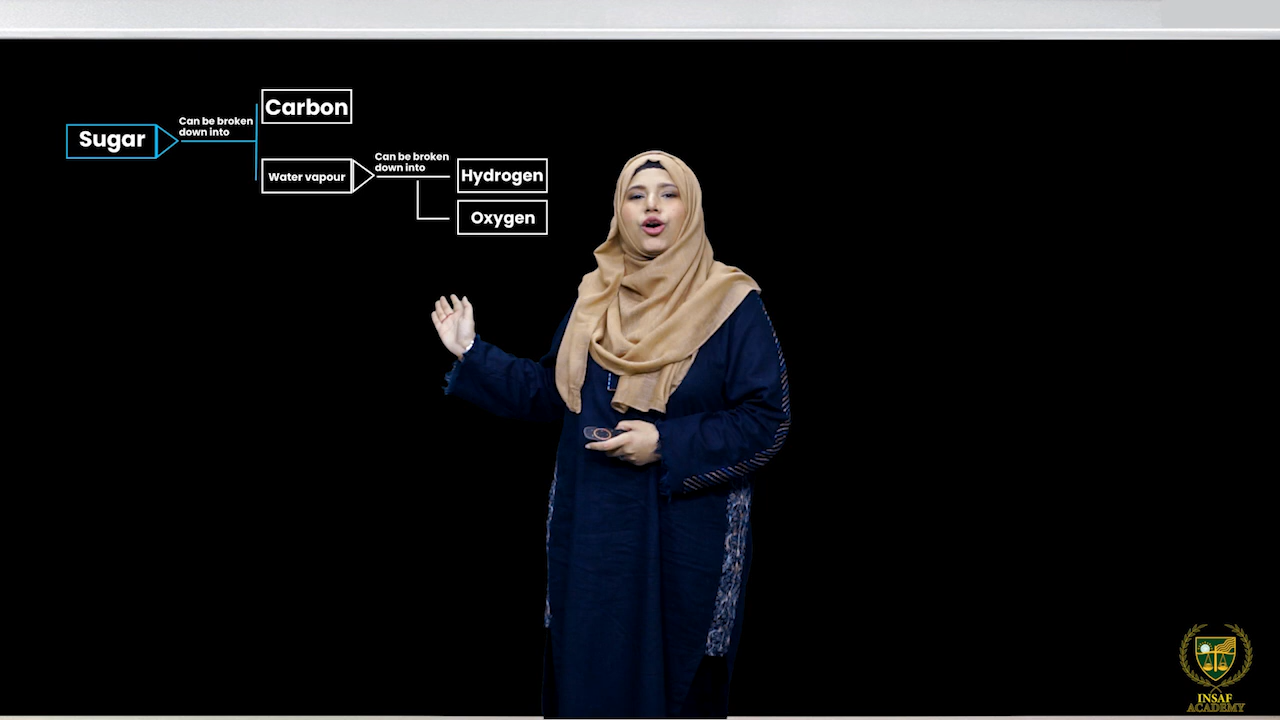 Sugar
Can be broken
down into
Carbon
Water vapour
Can be broken
down into
Hydrogen
Oxygen
INSAF
ACADEMY